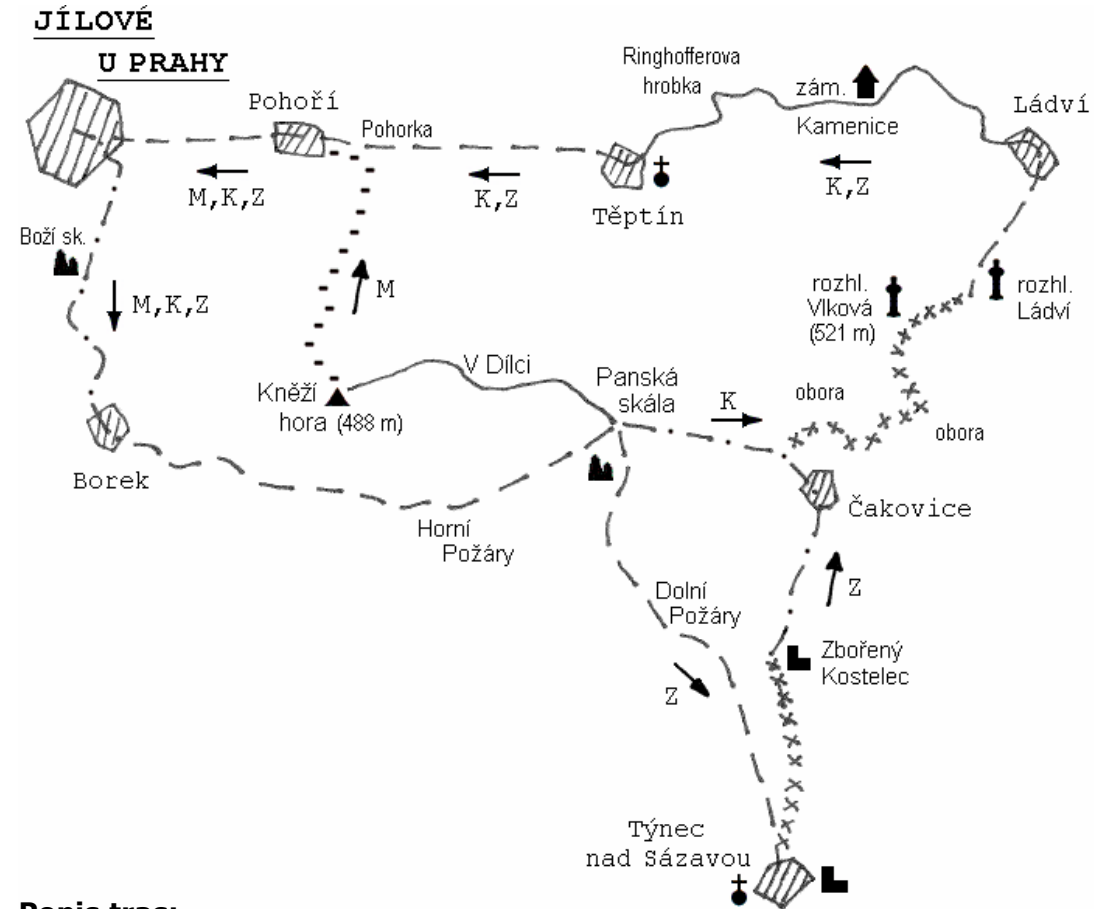 JÍLOVÉ
U PRAHY
Pohoří
Pohorka
Ringhofferova
hrobka
zám.
Kamenice
Ládví
M,K,Z
K,Z
K,Z
Těptín
Boží sk.
M,K,Z
M
rozhl.
Vlková
(521 m)
rozhl.
Ládví
Kněží
hora (488 m)
V Dílci
Panská
skála
K
obora
obora
Borek
Čakovice
Horní
Požáry
Dolní
Požáry
Z
Z
Zbořený
Kostelec
Týnec
nad Sázavou